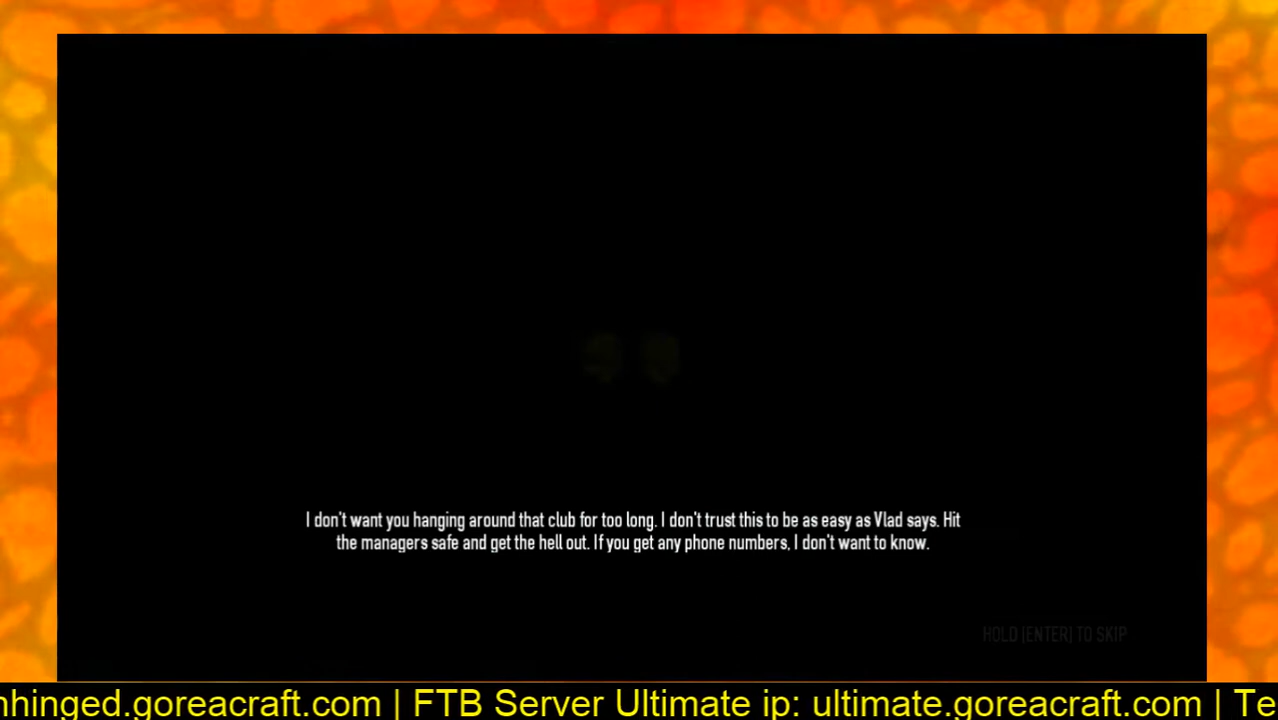 I don't want you hanging around that club for too long. I don't trust this to be as easy as Vlad says. Hit
the managers safe and get the hell out. If you get any phone numbers, I don't want to know.
HOLD [ENTER] TO SKIP
nhinged.goreacraft.com | FTB Server Ultimate ip: ultimate.goreacraft.com | Te